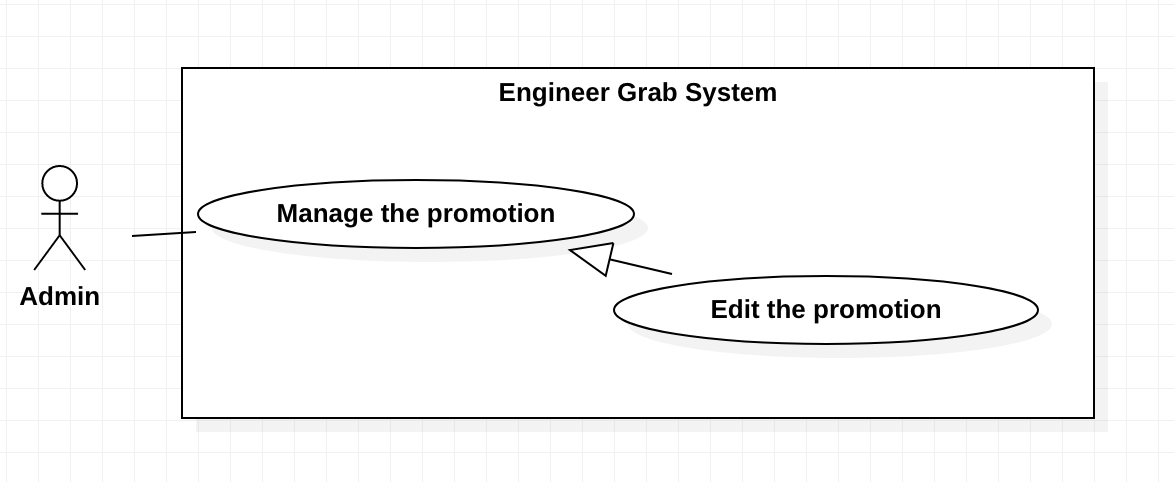 Engineer Grab System
Manage the promotion
Admin
Edit the promotion